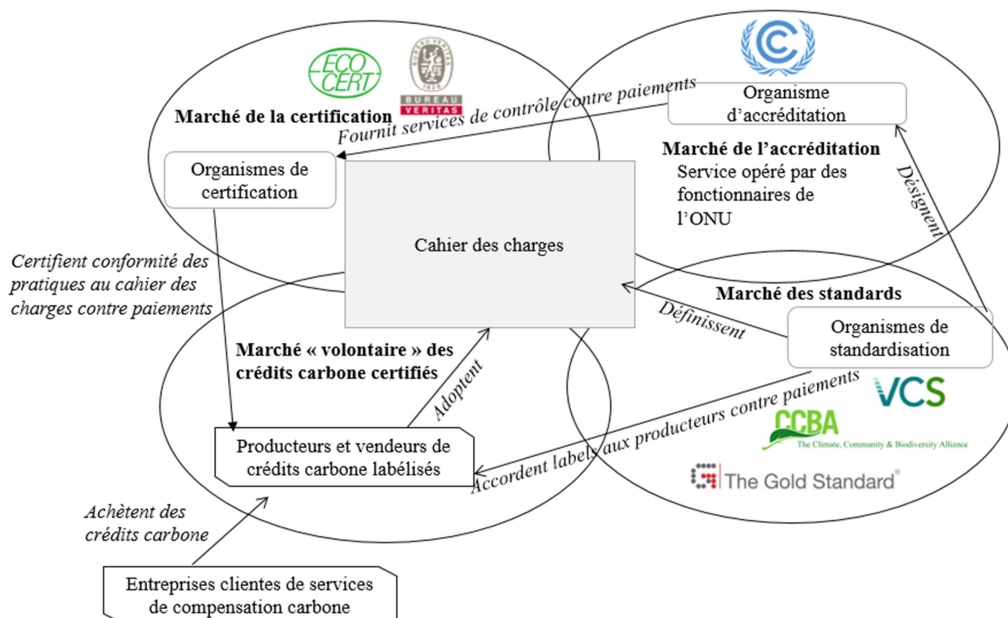 ECO
CERT
BUREAU VERITAS
1828
BUREAU
VERITAS
Marché de la certification
Fournit services de contrôle contre paiements
Organisme
d’accréditation
Marché de l’accréditation
Service opéré par des
fonctionnaires de
l’ONU
Organismes de
certification
Désignent
Cahier des charges
Certifient conformité des
pratiques au cahier des
charges contre paiements
Marché des standards
Définissent
Organismes de
standardisation
Marché « volontaire » des
crédits carbone certifiés
Adoptent
VCS
CCBA
The Climate, Community & Biodiversity Alliance
Accordent labels aux producteurs contre paiements
Producteurs et vendeurs de
crédits carbone labélisés
The Gold Standard®
Achètent des
crédits carbone
Entreprises clientes de services
de compensation carbone